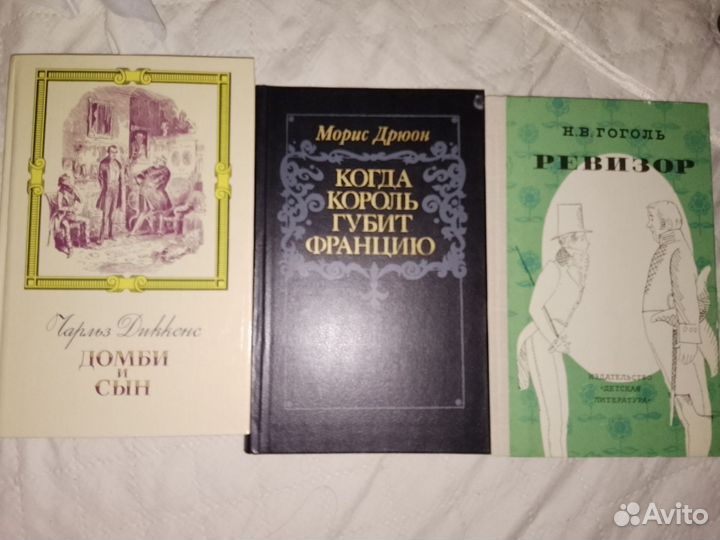 Чарльз Диккенс
ДОМБИ
И
СЫН
Морис Дрюон
КОГДА
КОРОЛЬ
ГУБИТ
ФРАНЦИЮ
Н.В.ГОГОЛЬ
РЕВИЗОР
ИЗДАТЕЛЬСТВО
«ДЕТСКАЯ
ЛИТЕРАТУРА»
Avito